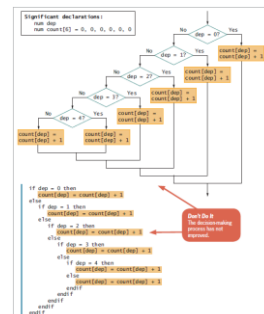 Significant declarations:
num dep
num count[6] = 0, 0, 0, 0, 0, 0
No
dep = 0?
Yes
No
dep = 1?
Yes
count[dep] =
count[dep] + 1
No
dep = 2?
Yes
count[dep] =
count[dep] + 1
No
dep = 3?
Yes
count[dep] =
count[dep] + 1
No
dep = 4?
Yes
count[dep] =
count[dep] + 1
count[dep] =
count[dep] + 1
count[dep] =
count[dep] + 1
if dep = 0 then
count[dep] = count[dep] + 1
else
if dep = 1 then
count[dep] = count[dep] + 1
else
if dep = 2 then
count[dep] = count[dep] + 1
else
if dep = 3 then
count[dep] = count[dep] + 1
else
if dep = 4 then
count[dep] = count[dep] + 1
else
count[dep] = count[dep] + 1
endif
endif
endif
endif
endif
Don't Do It
The decision-making
process has not
improved.